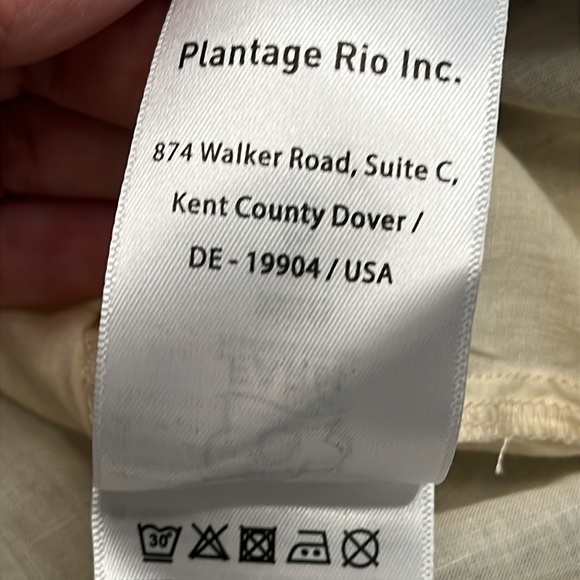 Plantage Rio Inc.
874 Walker Road, Suite C,
Kent County Dover /
DE - 19904 / USA
30°